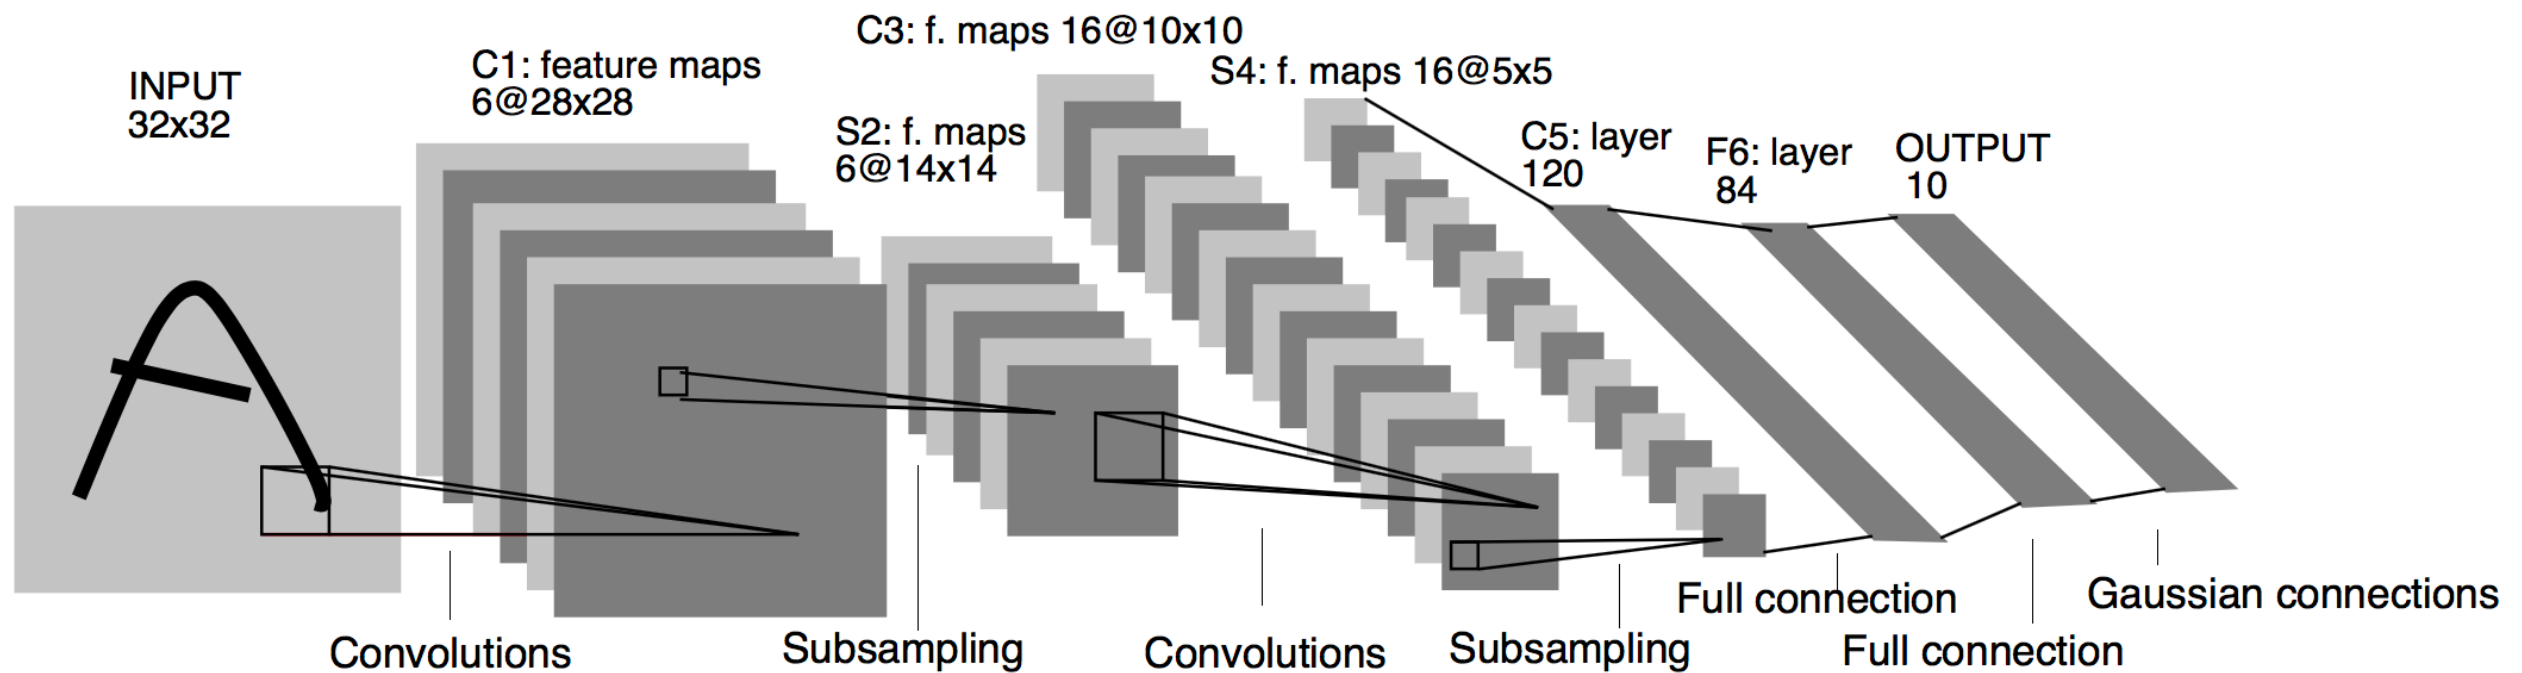 INPUT
32x32
C1: feature maps
6@28x28
S2: f. maps
6@14x14
C3: f. maps 16@10x10
S4: f. maps 16@5x5
C5: layer
120
F6: layer
84
OUTPUT
10
Convolutions
Subsampling
Convolutions
Subsampling
Full connection
Full connection
Gaussian connections